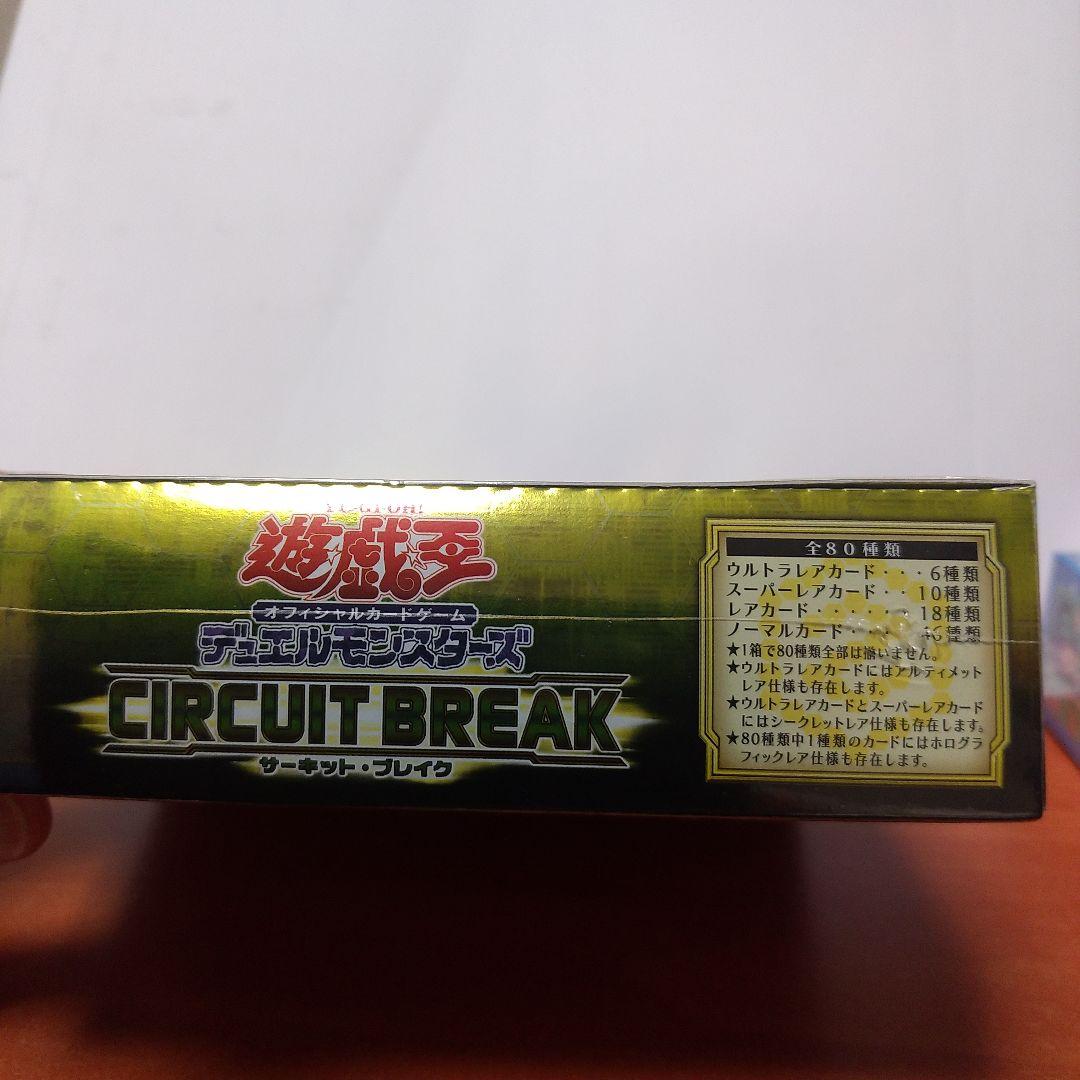 YU-GI-OH!
遊☆戯☆王
オフィシャルカードゲーム
デュエルモンスターズ
CIRCUIT BREAK
サーキット・ブレイク
全80種類
ウルトラレアカード・・・6種類
スーパーレアカード・・10種類
レアカード・・・・・・18種類
ノーマルカード・・・・46種類
★1箱で80種類全部は揃いません。
★ウルトラレアカードにはアルティメット
レア仕様も存在します。
★ウルトラレアカードとスーパーレアカード
にはシークレットレア仕様も存在します。
★80種類中1種類のカードにはホログラ
フィックレア仕様も存在します。